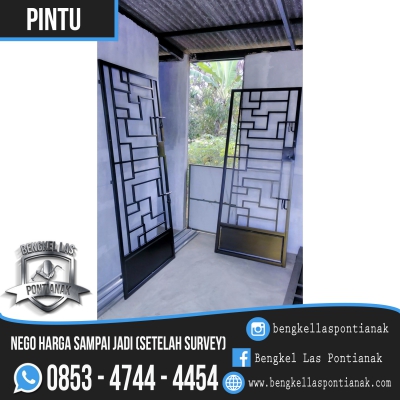 PINTU
BENGKEL LAS
PONTIANAK
NEGO HARGA SAMPAI JADI (SETELAH SURVEY)
0853 - 4744 - 4454
bengkellaspontianak
Bengkel Las Pontianak
www.bengkellaspontianak.com